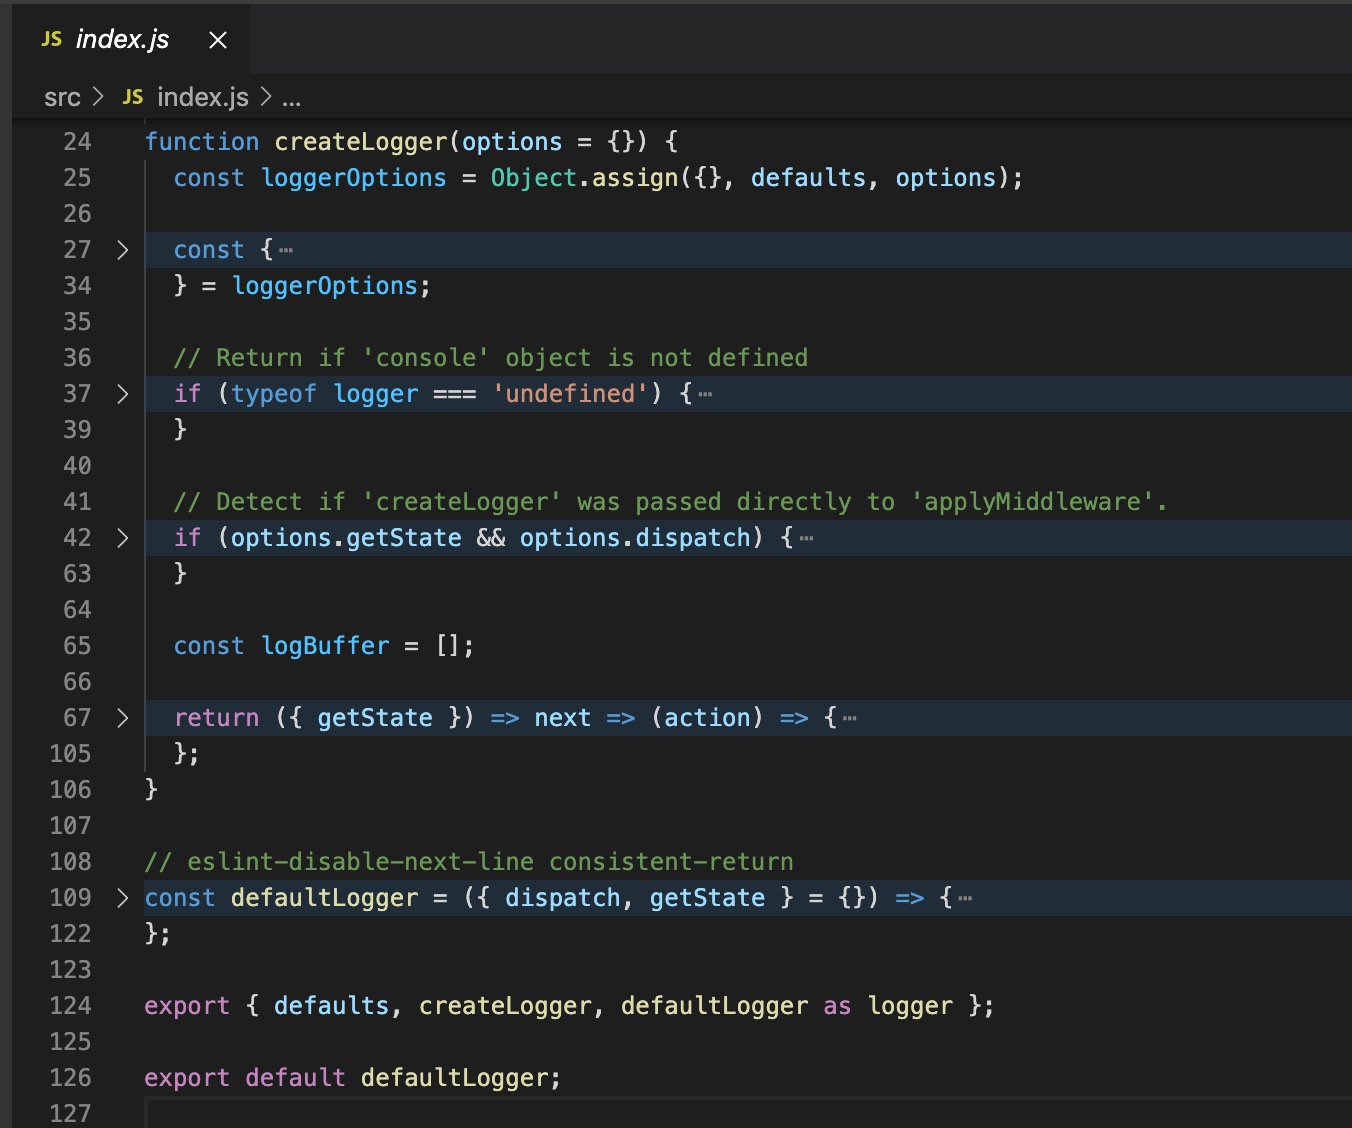 JS index.js ×
src > JS index.js > ...
24 function createLogger(options = {}) {
25   const loggerOptions = Object.assign({}, defaults, options);
26
27 >   const {⋯
34   } = loggerOptions;
35
36   // Return if 'console' object is not defined
37 >   if (typeof logger === 'undefined') {⋯
39   }
40
41   // Detect if 'createLogger' was passed directly to 'applyMiddleware'.
42 >   if (options.getState && options.dispatch) {⋯
63   }
64
65   const logBuffer = [];
66
67 >   return ({ getState }) => next => (action) => {⋯
105   };
106 }
107
108 // eslint-disable-next-line consistent-return
109 > const defaultLogger = ({ dispatch, getState } = {}) => {⋯
122 };
123
124 export { defaults, createLogger, defaultLogger as logger };
125
126 export default defaultLogger;
127